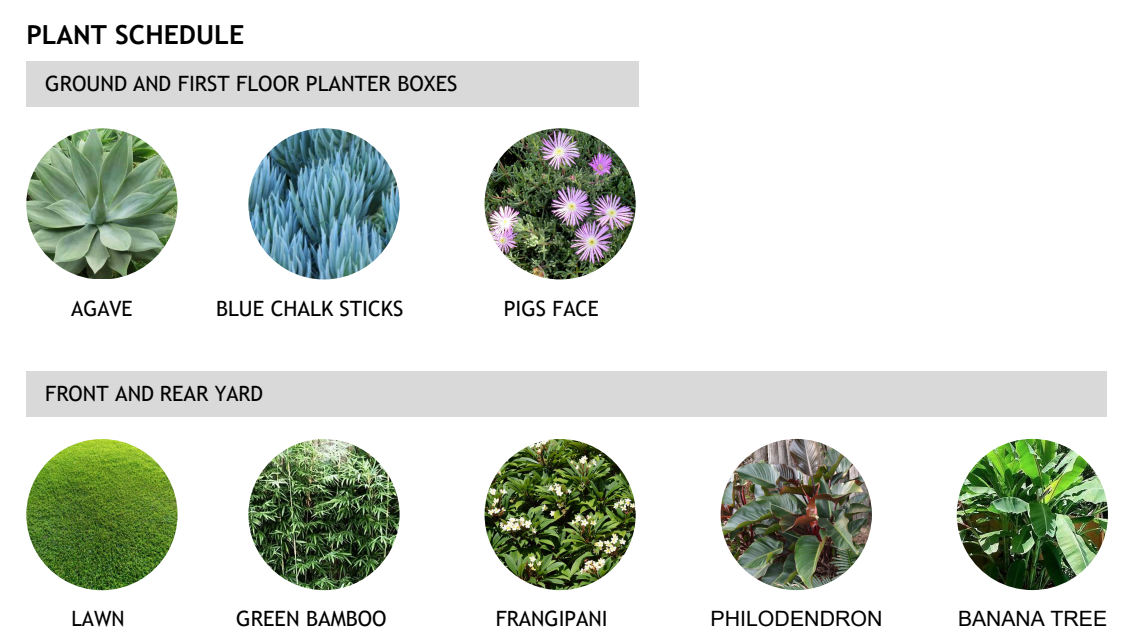 PLANT SCHEDULE
GROUND AND FIRST FLOOR PLANTER BOXES
AGAVE
BLUE CHALK STICKS
PIGS FACE
FRONT AND REAR YARD
LAWN
GREEN BAMBOO
FRANGIPANI
PHILODENDRON
BANANA TREE